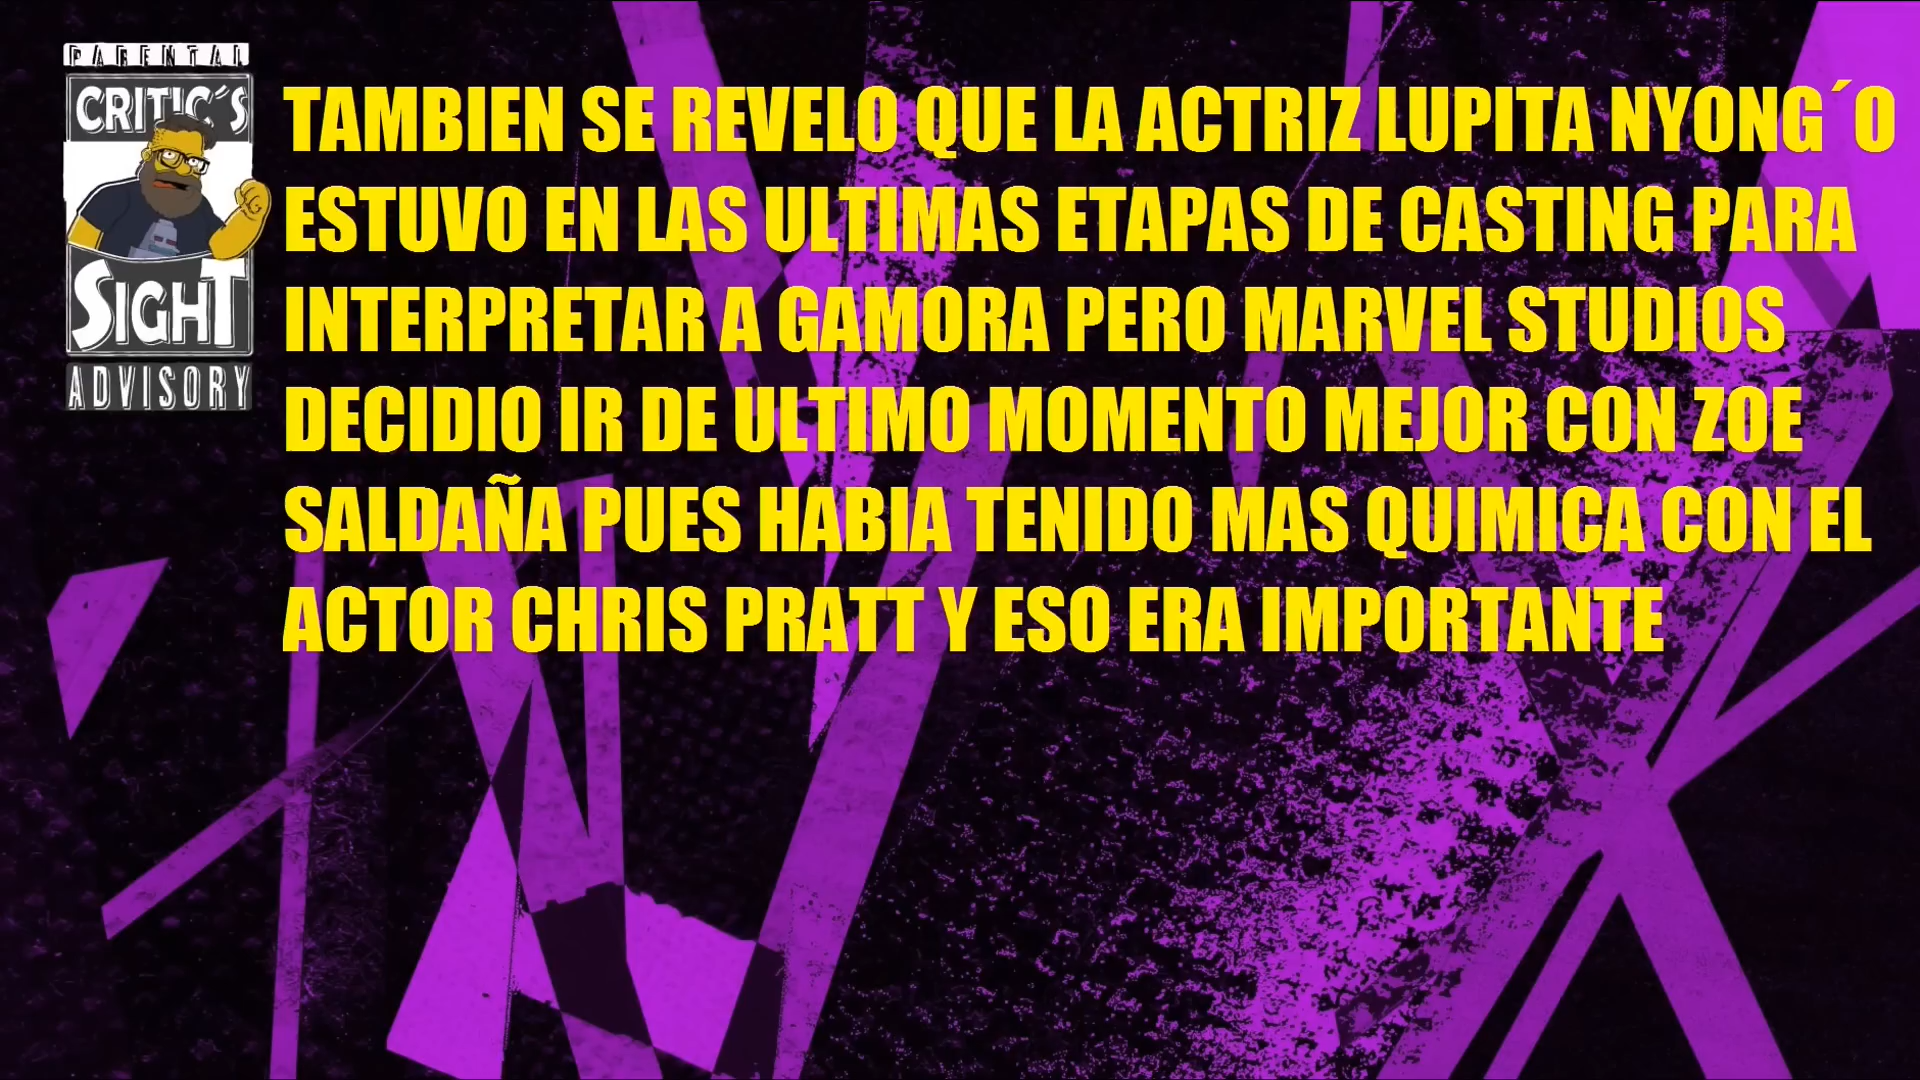 PARENTAL
CRITIC´S
SIGHT
ADVISORY
TAMBIEN SE REVELO QUE LA ACTRIZ LUPITA NYONG´O
ESTUVO EN LAS ULTIMAS ETAPAS DE CASTING PARA
INTERPRETAR A GAMORA PERO MARVEL STUDIOS
DECIDIO IR DE ULTIMO MOMENTO MEJOR CON ZOE
SALDAÑA PUES HABIA TENIDO MAS QUIMICA CON EL
ACTOR CHRIS PRATT Y ESO ERA IMPORTANTE